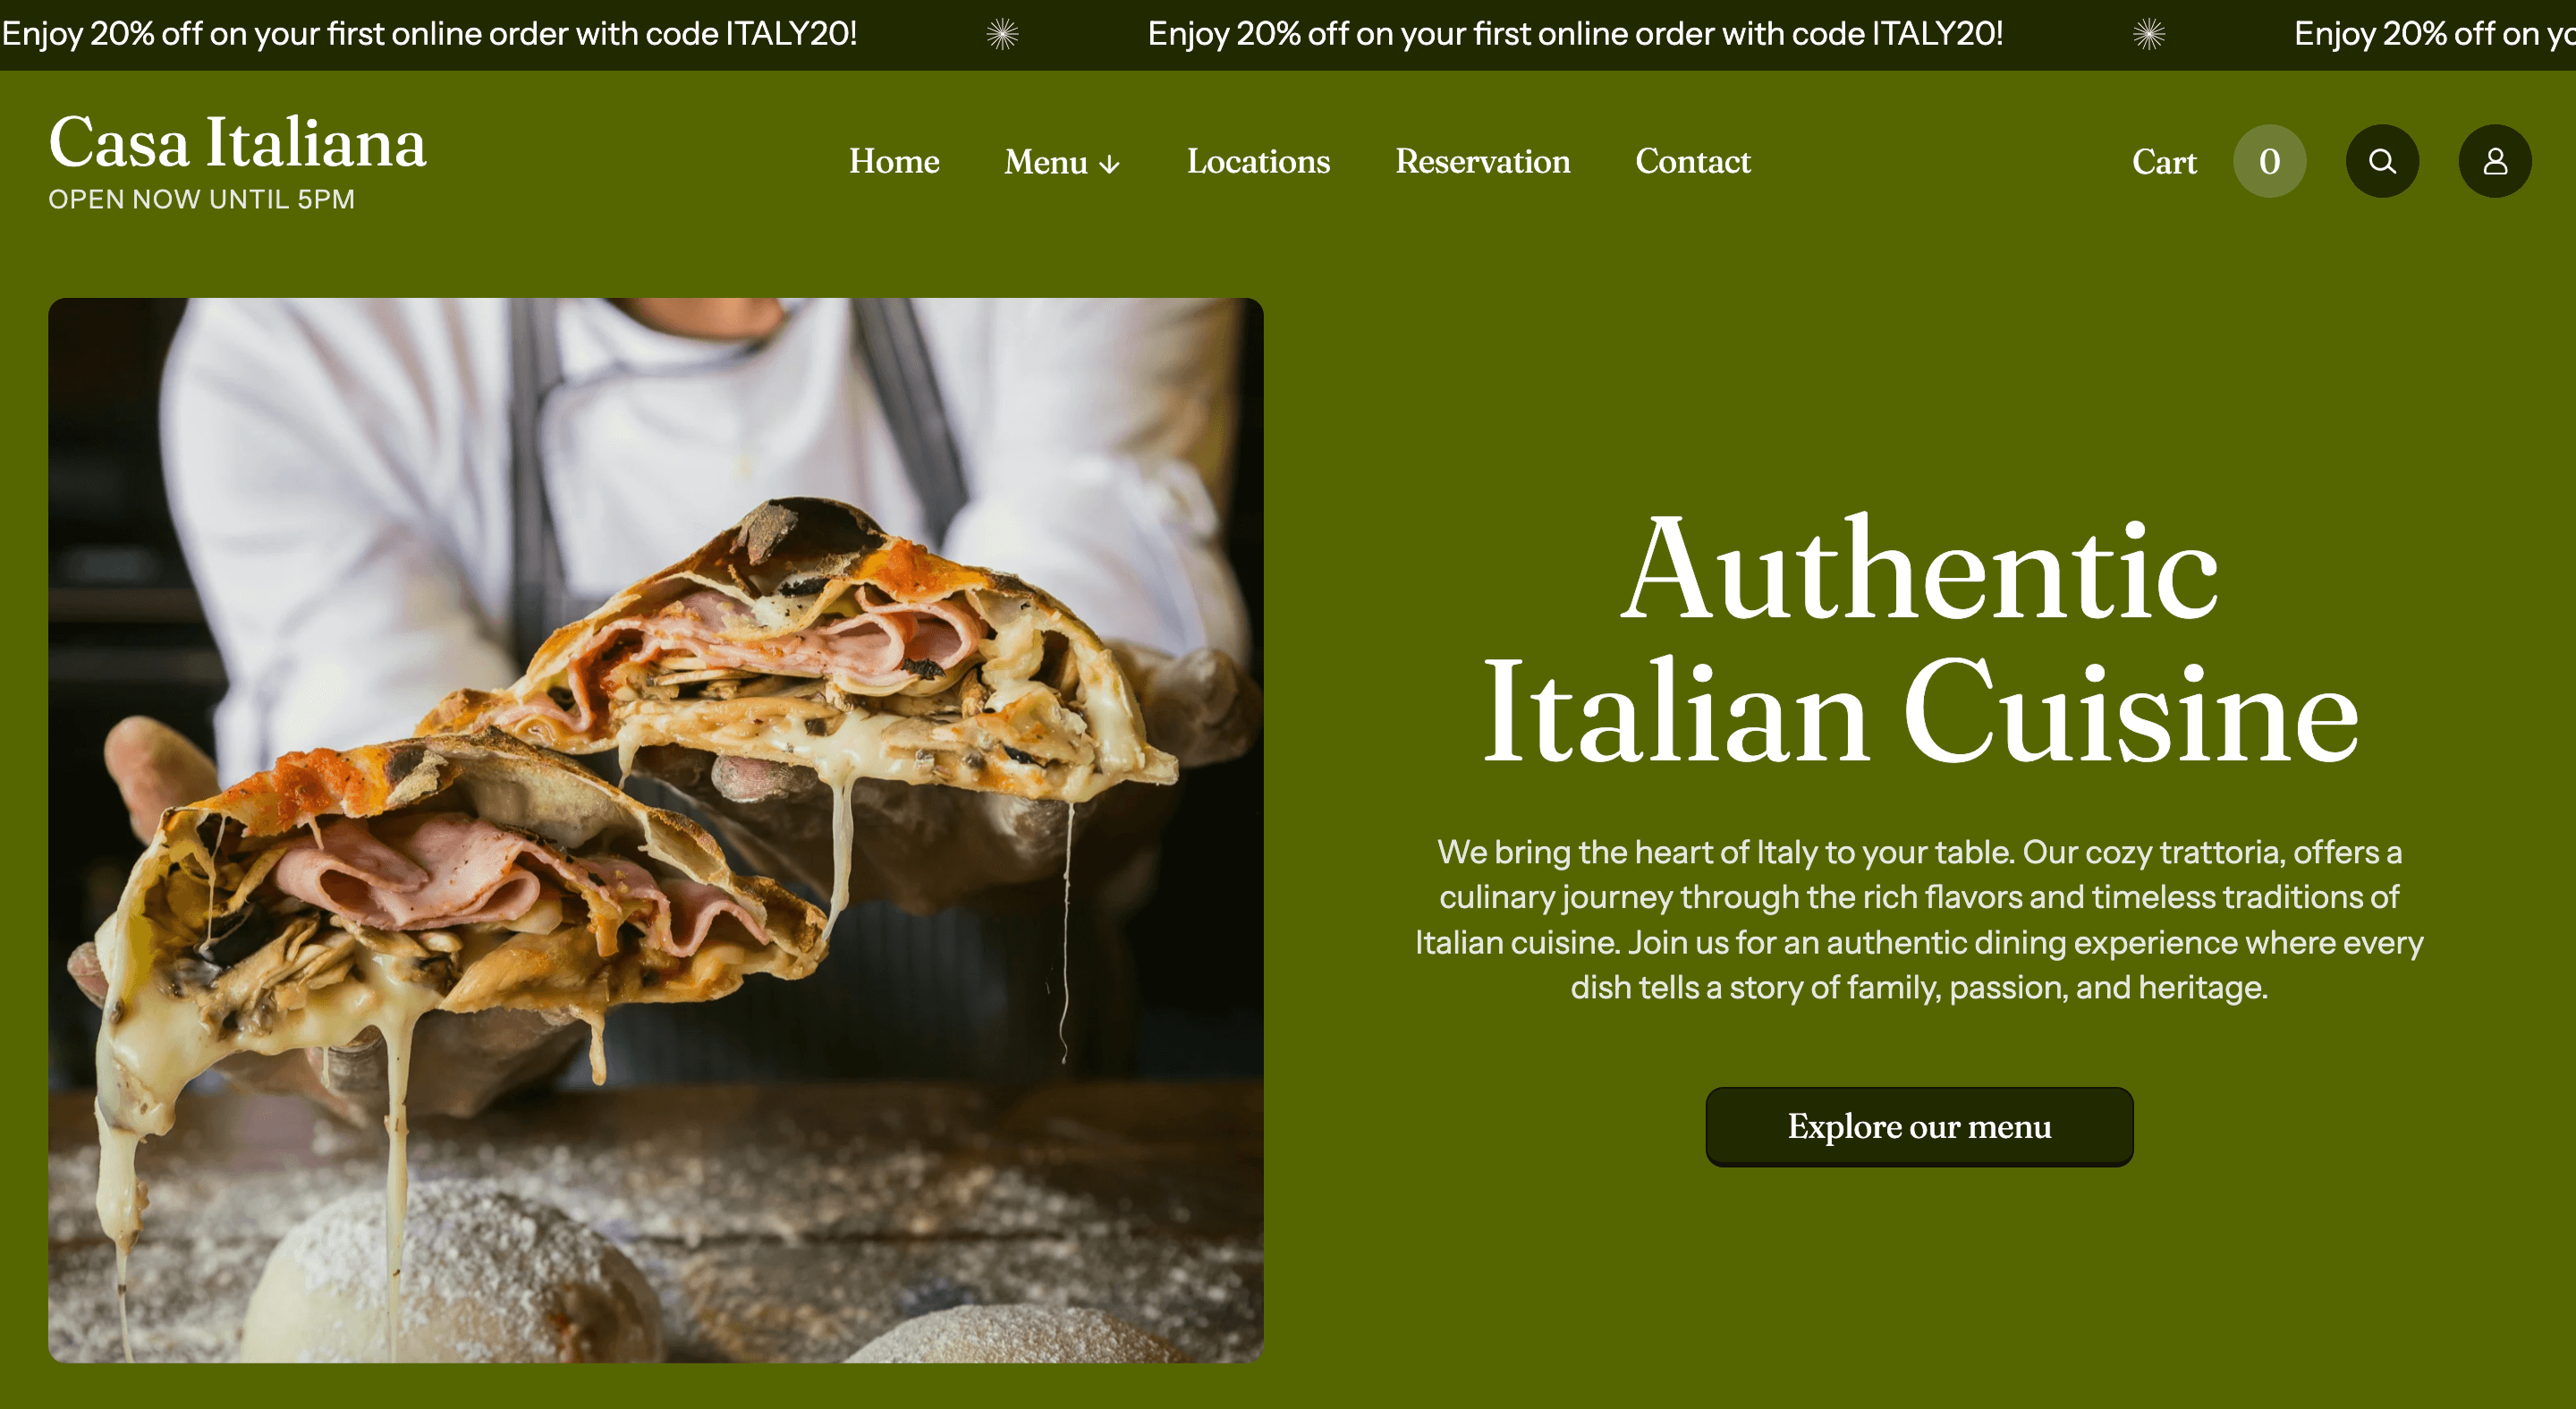 Enjoy 20% off on your first online order with code ITALY20! Enjoy 20% off on your first online order with code ITALY20! Enjoy 20% off on yo
Casa Italiana
OPEN NOW UNTIL 5PM
Home Menu Locations Reservation Contact
Cart 0
Authentic
Italian Cuisine
We bring the heart of Italy to your table. Our cozy trattoria, offers a
culinary journey through the rich flavors and timeless traditions of
Italian cuisine. Join us for an authentic dining experience where every
dish tells a story of family, passion, and heritage.
Explore our menu